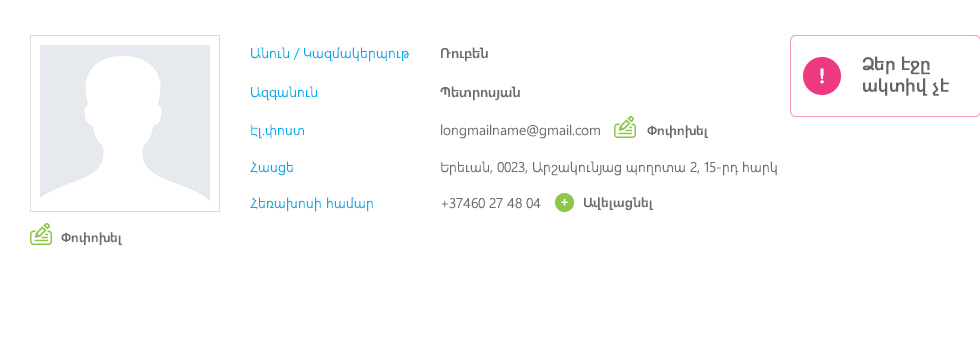 Անուն / Կազմակերպութ Ռուբեն
Ձեր էջը
ակտիվ չէ
Ազգանուն Պետրոսյան
Էլ.փոստ longmailname@gmail.com Փոփոխել
Հասցե Երեւան, 0023, Արշակունյաց պողոտա 2, 15-րդ հարկ
Հեռախոսի համար +37460 27 48 04 Ավելացնել
Փոփոխել